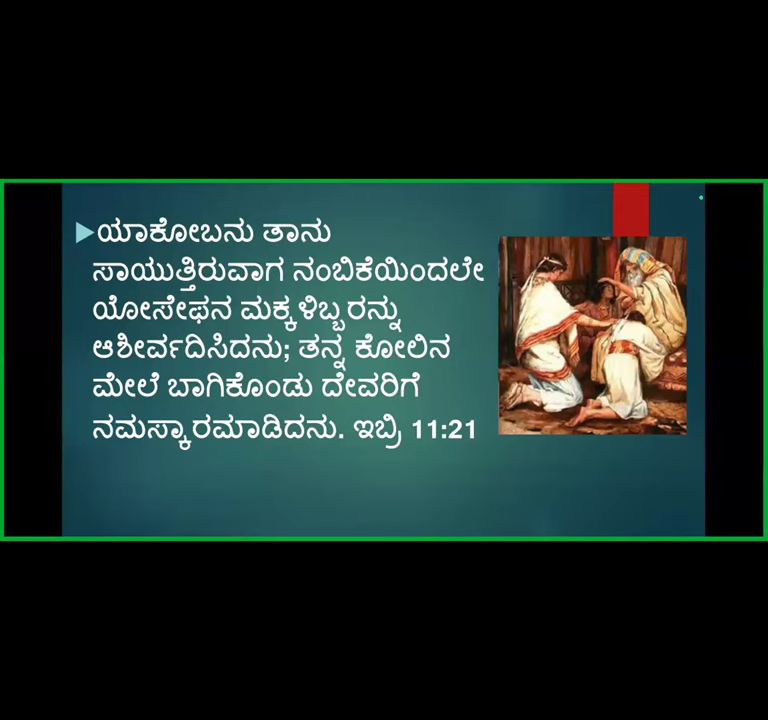 ಯಾಕೋಬನು ತಾನು
ಸಾಯುತ್ತಿರುವಾಗ ನಂಬಿಕೆಯಿಂದಲೇ
ಯೋಸೇಫನ ಮಕ್ಕಳಿಬ್ಬರನ್ನು
ಆಶೀರ್ವದಿಸಿದನು; ತನ್ನ ಕೋಲಿನ
ಮೇಲೆ ಬಾಗಿಕೊಂಡು ದೇವರಿಗೆ
ನಮಸ್ಕಾರಮಾಡಿದನು. ಇಬ್ರಿ 11:21